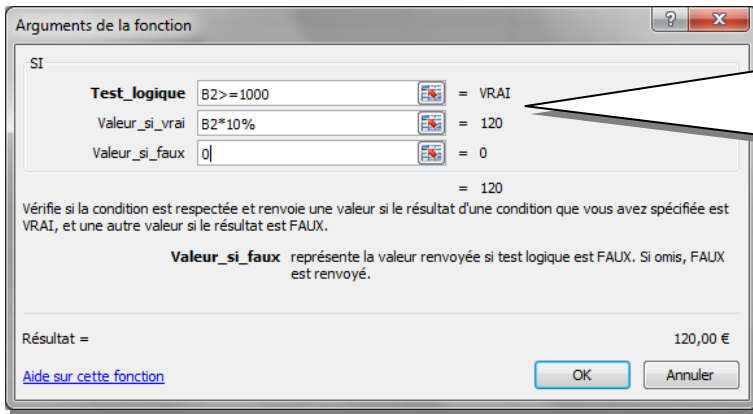 Arguments de la fonction
SI
Test_logique B2>=1000 = VRAI
Valeur_si_vrai B2*10% = 120
Valeur_si_faux 0 = 0
= 120
Vérifie si la condition est respectée et renvoie une valeur si le résultat d'une condition que vous avez spécifiée est
VRAI, et une autre valeur si le résultat est FAUX.
Valeur_si_faux représente la valeur renvoyée si test logique est FAUX. Si omis, FAUX
est renvoyé.
Résultat = 120,00 €
Aide sur cette fonction OK Annuler